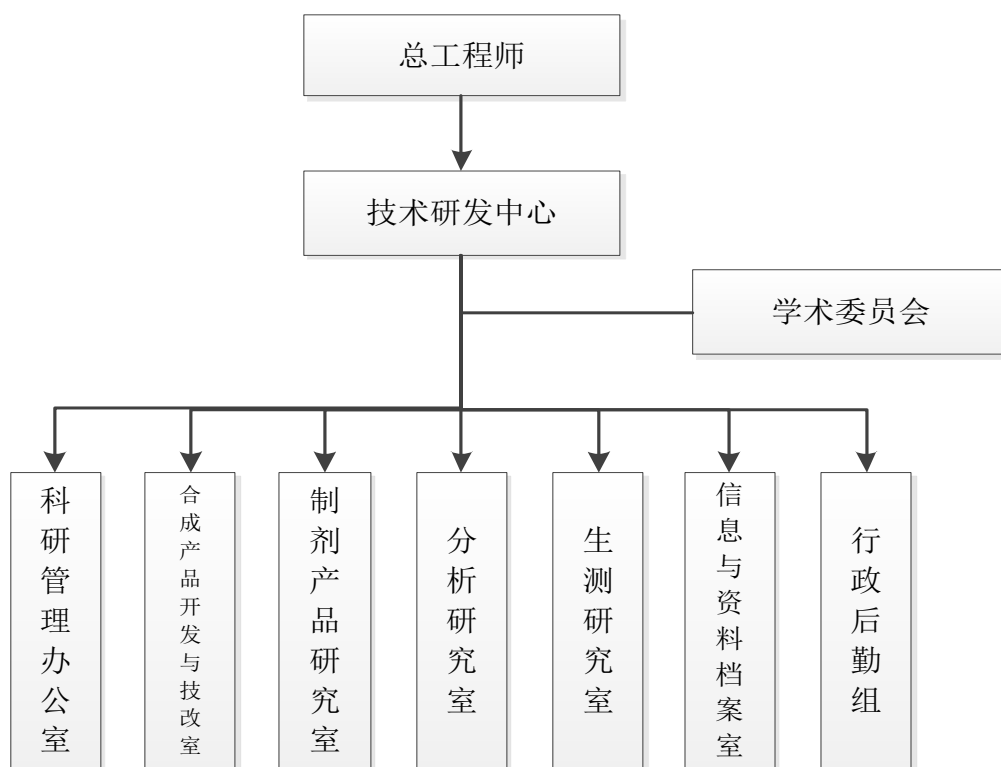 总工程师
技术研发中心
学术委员会
科研管理办公室
合成产品开发与技改室
制剂产品研究室
分析研究室
生测研究室
信息与资料档案室
行政后勤组